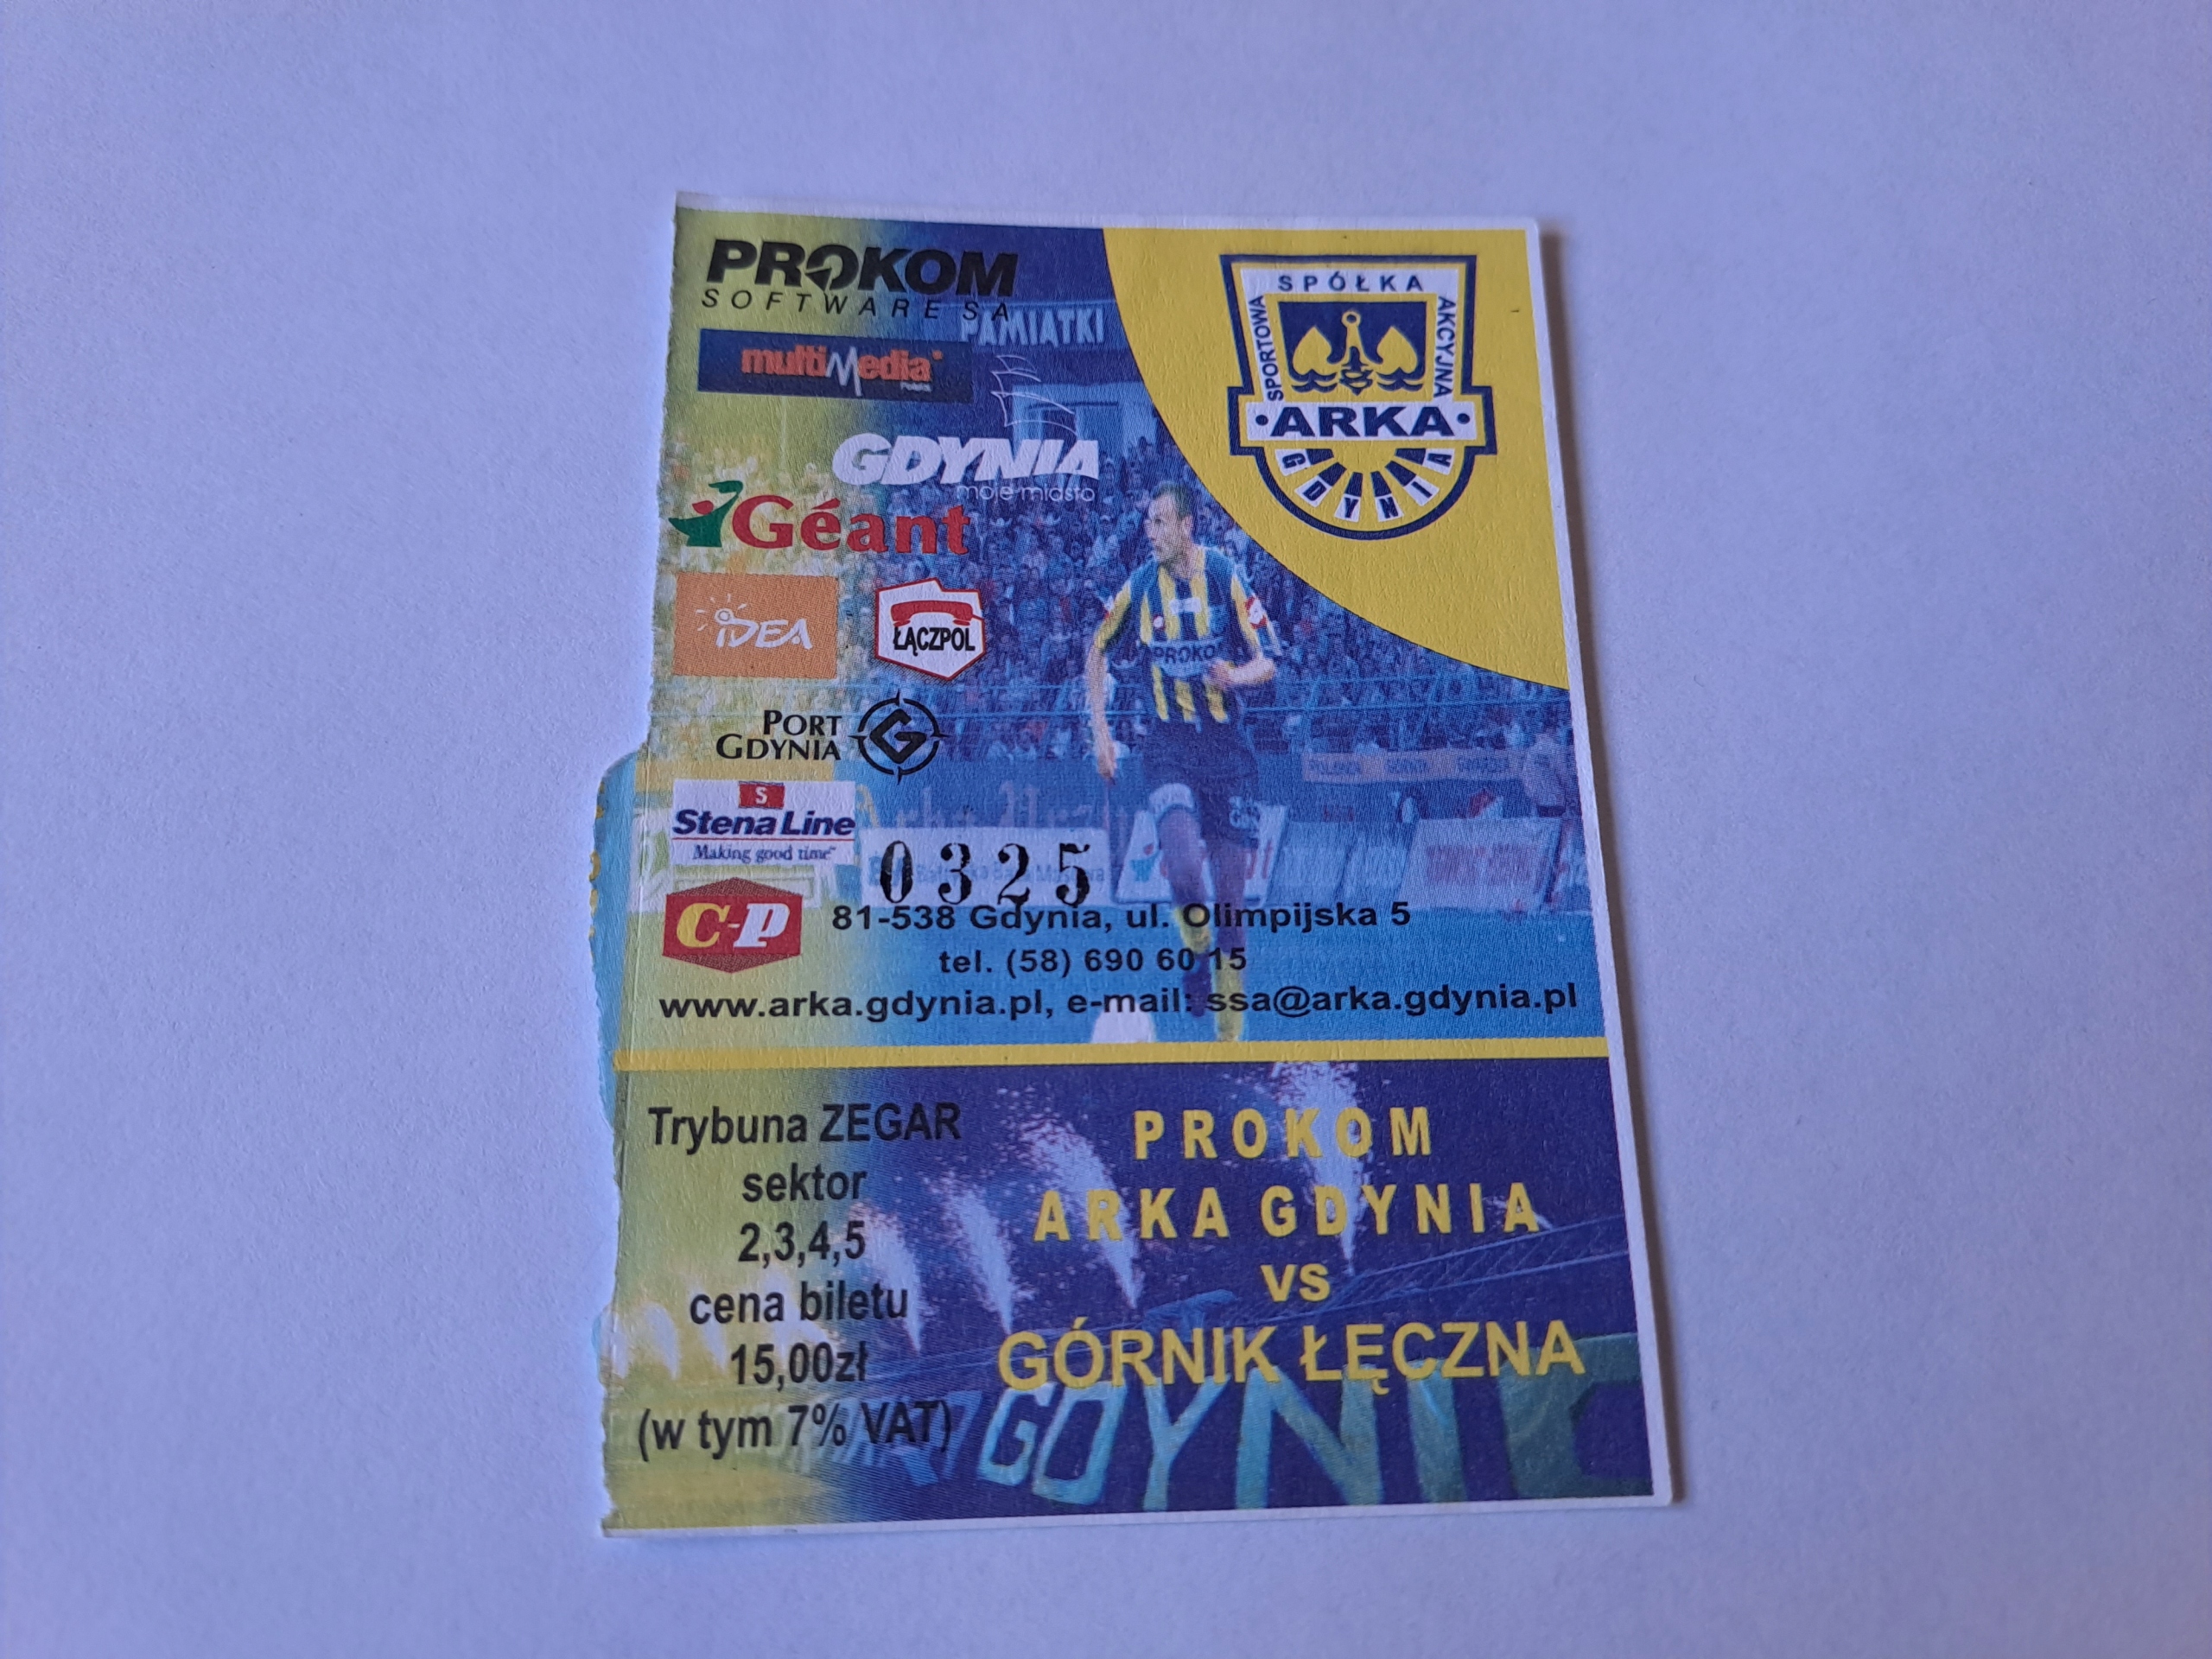 PROKOM
SOFTWARE SA
PAMIĄTKI
multiMedia
GDYNIA
moje miasto
Géant
iDEA
ŁĄCZPOL
PORT
GDYNIA
S
Stena Line
Making good time
C-P
SPÓŁKA
SPORTOWA
AKCYJNA
•ARKA•
GDYNIA
PROKO
0325
81-538 Gdynia, ul. Olimpijska 5
tel. (58) 690 60 15
www.arka.gdynia.pl, e-mail: ssa@arka.gdynia.pl
Trybuna ZEGAR
sektor
2,3,4,5
cena biletu
15,00zł
(w tym 7% VAT)
PROKOM
ARKA GDYNIA
vs
GÓRNIK ŁĘCZNA
GDYNI